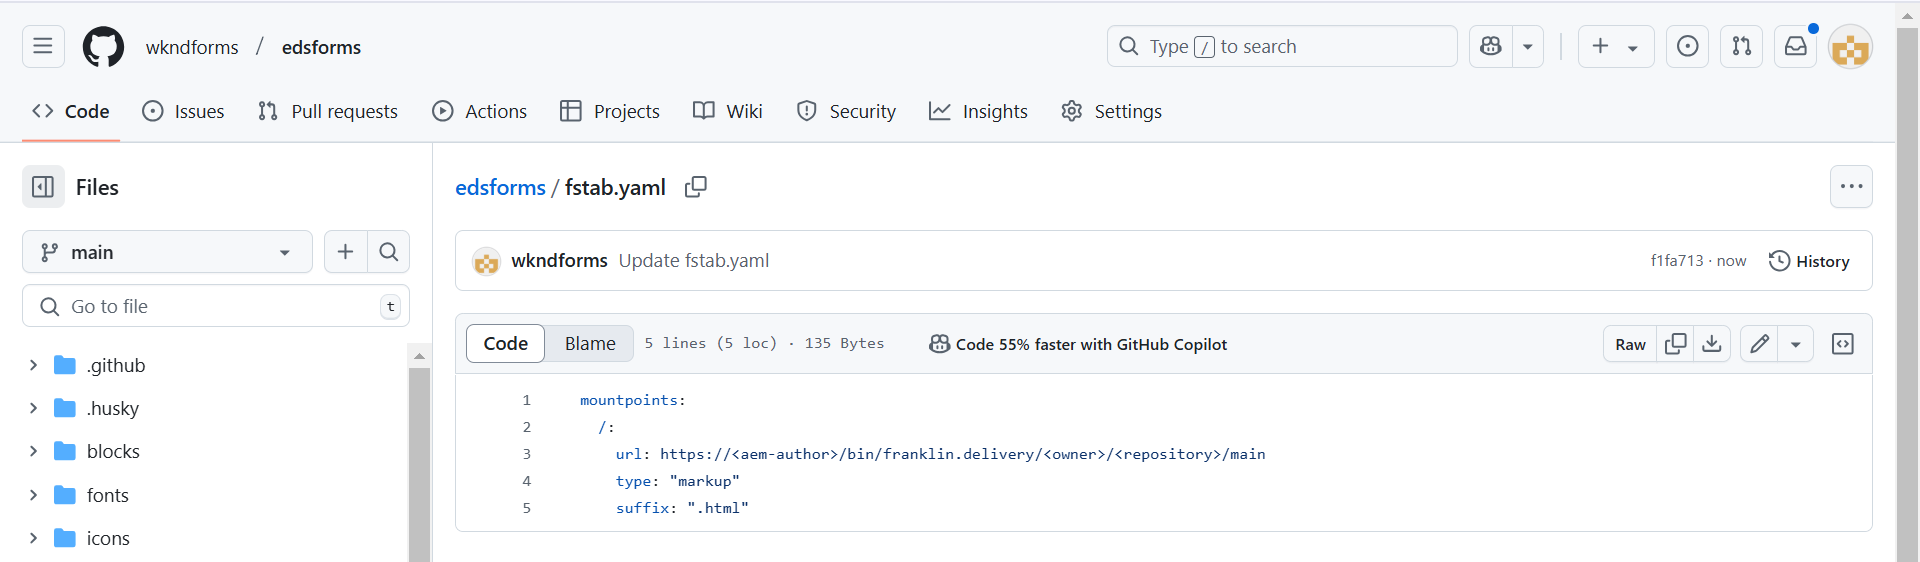 wkndforms / edsforms
Type / to search
Code
Issues
Pull requests
Actions
Projects
Wiki
Security
Insights
Settings
Files
main
Go to file
t
.github
.husky
blocks
fonts
icons
edsforms / fstab.yaml
wkndforms Update fstab.yaml
f1fa713 · now
History
Code
Blame
5 lines (5 loc) · 135 Bytes
Code 55% faster with GitHub Copilot
Raw
1 mountpoints:
2 /:
3 url: https://<aem-author>/bin/franklin.delivery/<owner>/<repository>/main
4 type: "markup"
5 suffix: ".html"